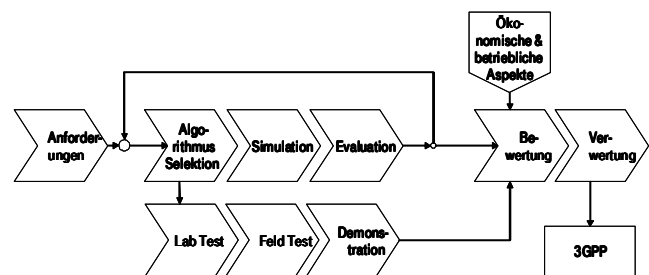 Öko-
nomische &
betriebliche
Aspekte
Anforder-
ungen
Algo-
rithmus
Selektion
Simulation
Evaluation
Be-
wertung
Ver-
wertung
Lab Test
Feld Test
Demons-
tration
3GPP